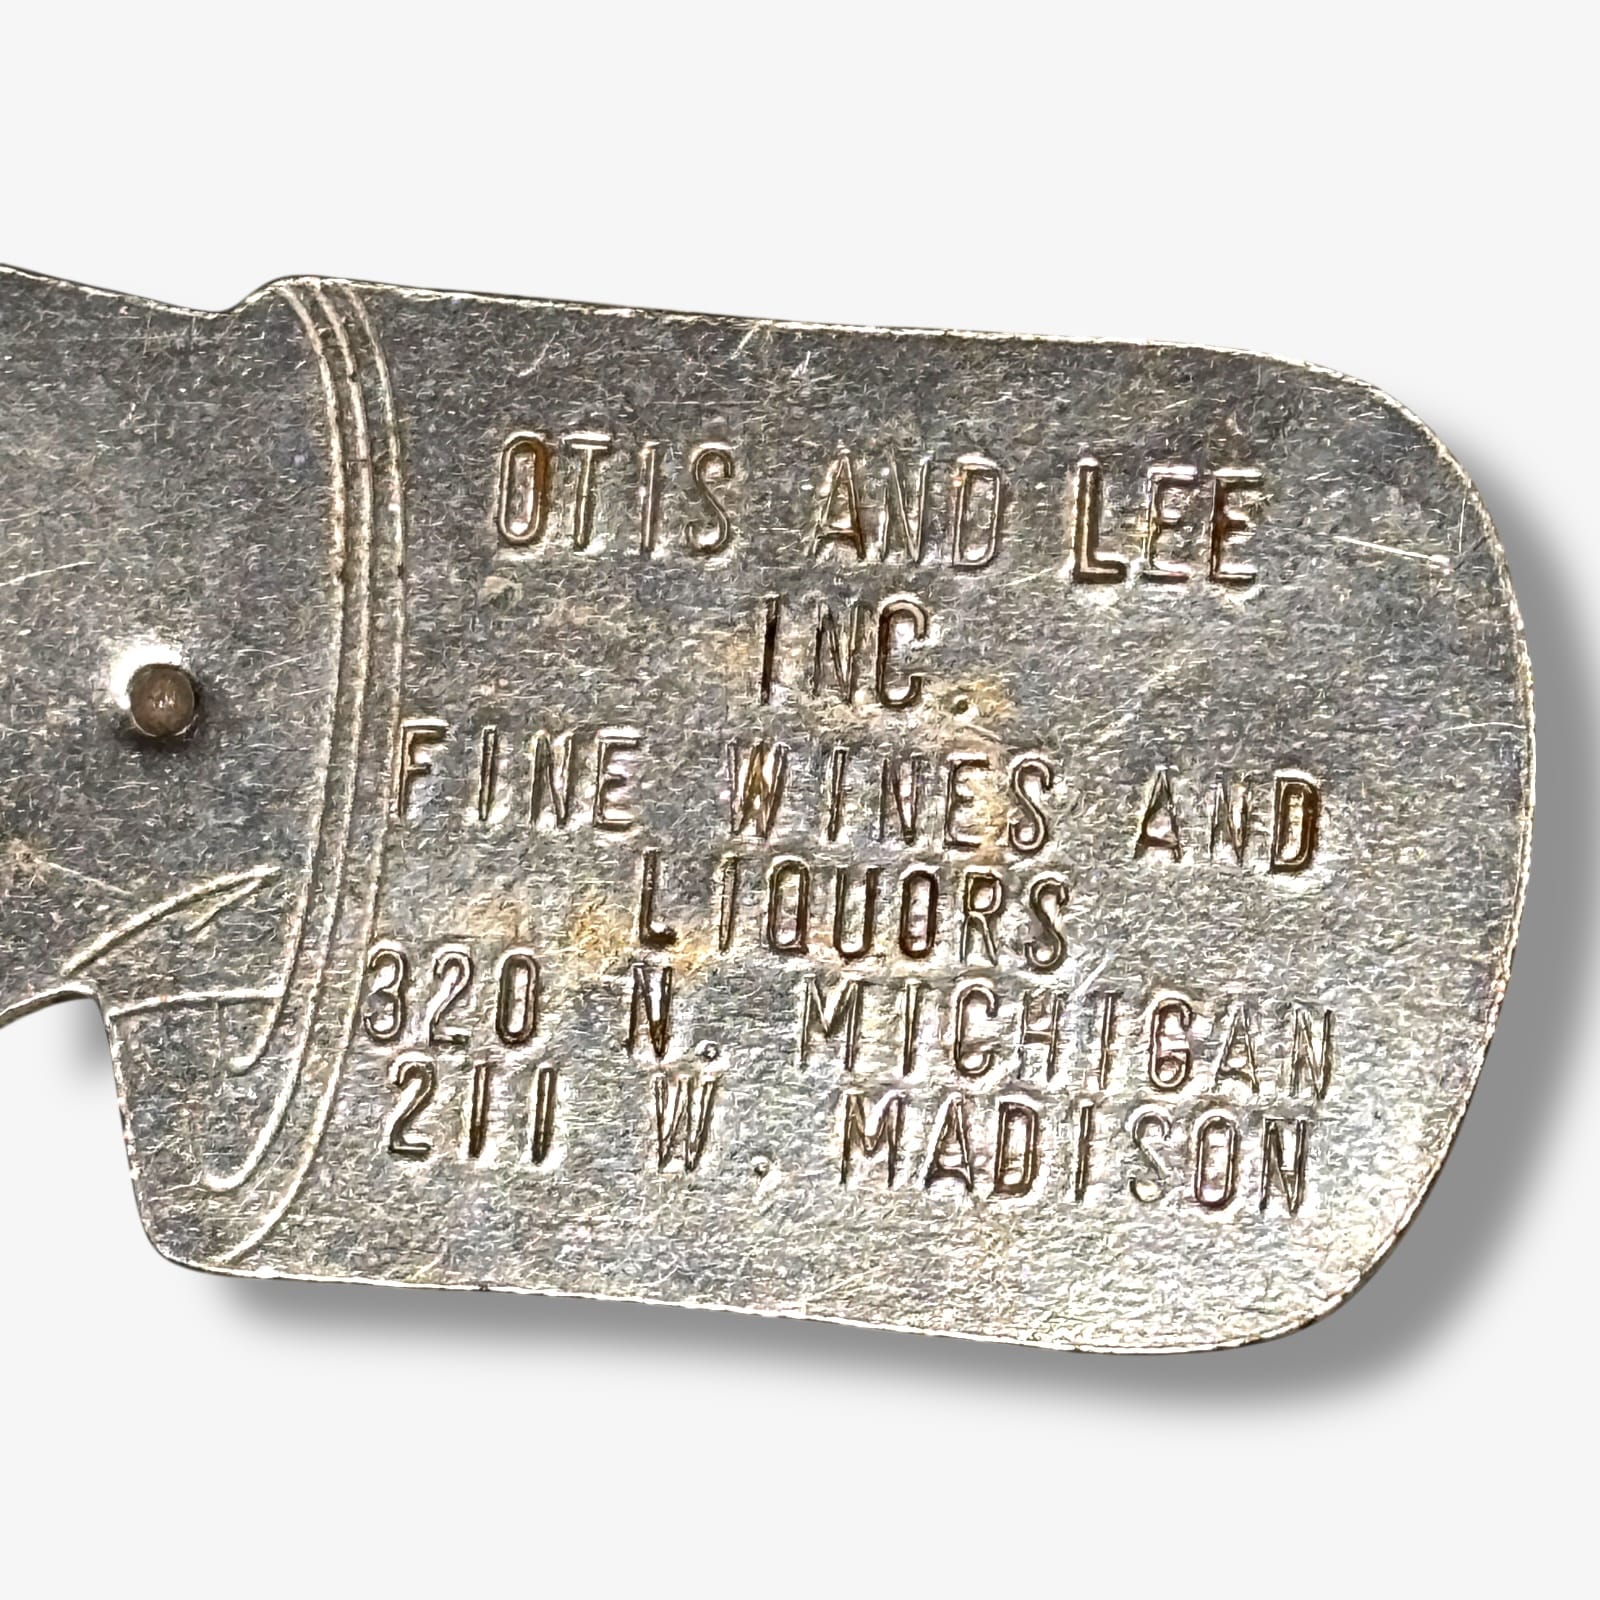 OTIS AND LEE
INC.
FINE WINES AND
LIQUORS
320 N. MICHIGAN
211 W. MADISON